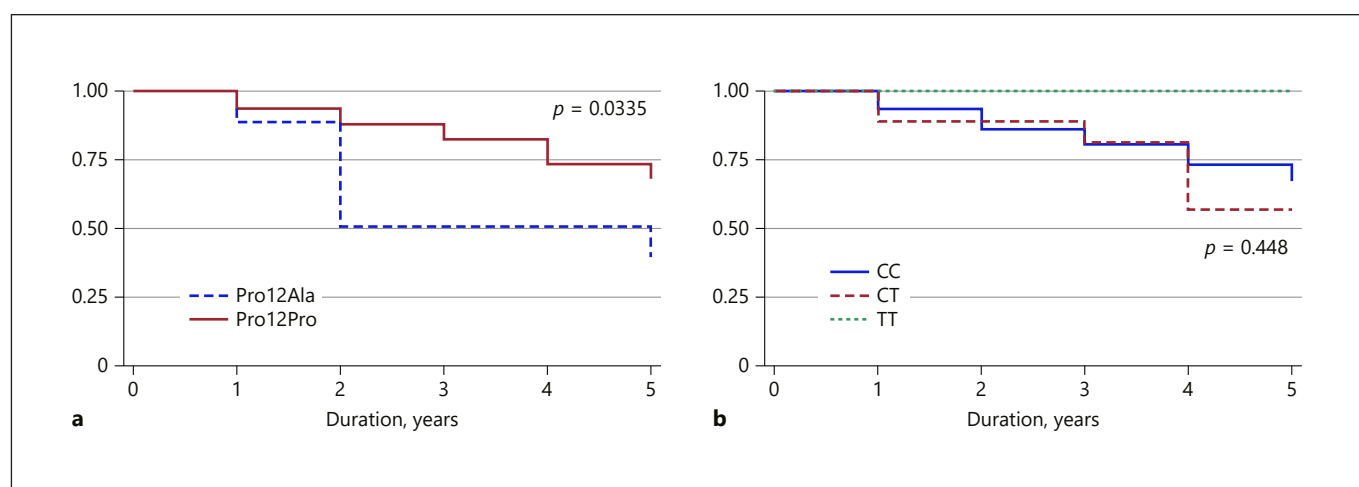 1.00
0.75
0.50
0.25
0
p = 0.0335
Pro12Ala
Pro12Pro
0 1 2 3 4 5
Duration, years
a
1.00
0.75
0.50
0.25
0
p = 0.448
CC
CT
TT
0 1 2 3 4 5
Duration, years
b